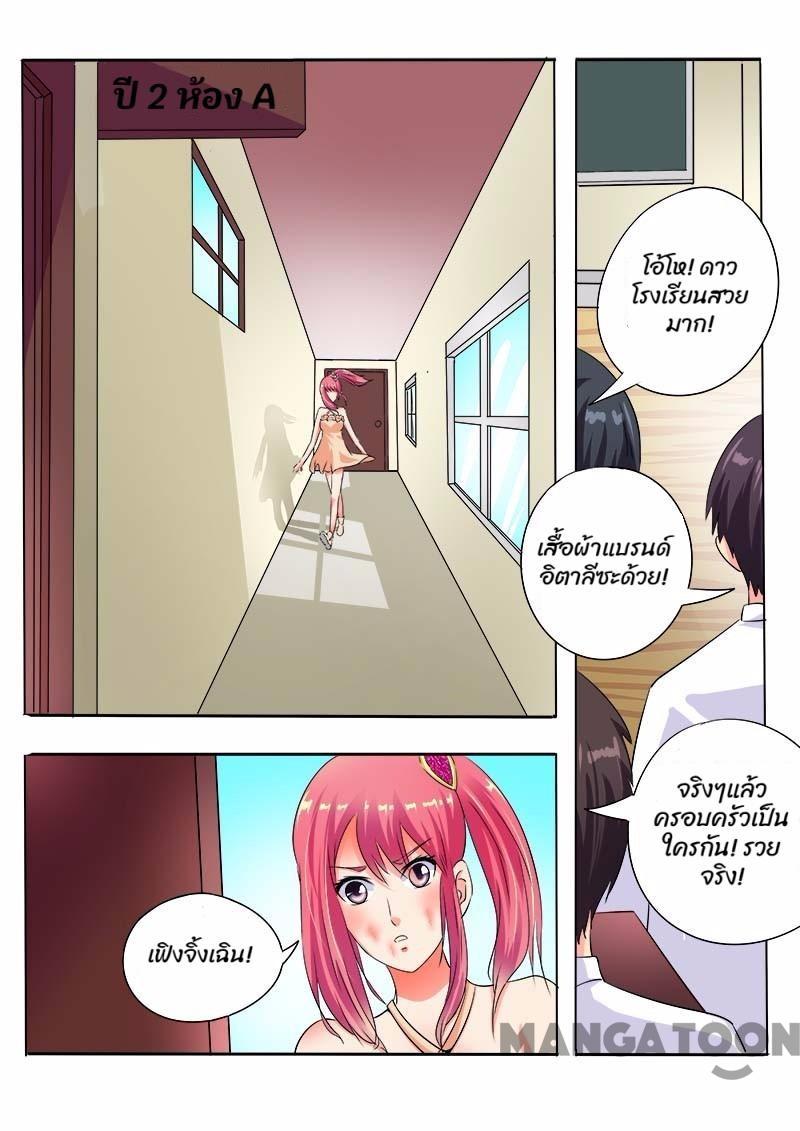 ปี 2 ห้อง A
โอ้โห! ดาว
โรงเรียนสวย
มาก!
เสื้อผ้าแบรนด์
อิตาลีซะด้วย!
จริงๆแล้ว
ครอบครัวเป็น
ใครกัน! รวย
จริง!
เฟิงจิ้งเฉิน!
MANGATOON